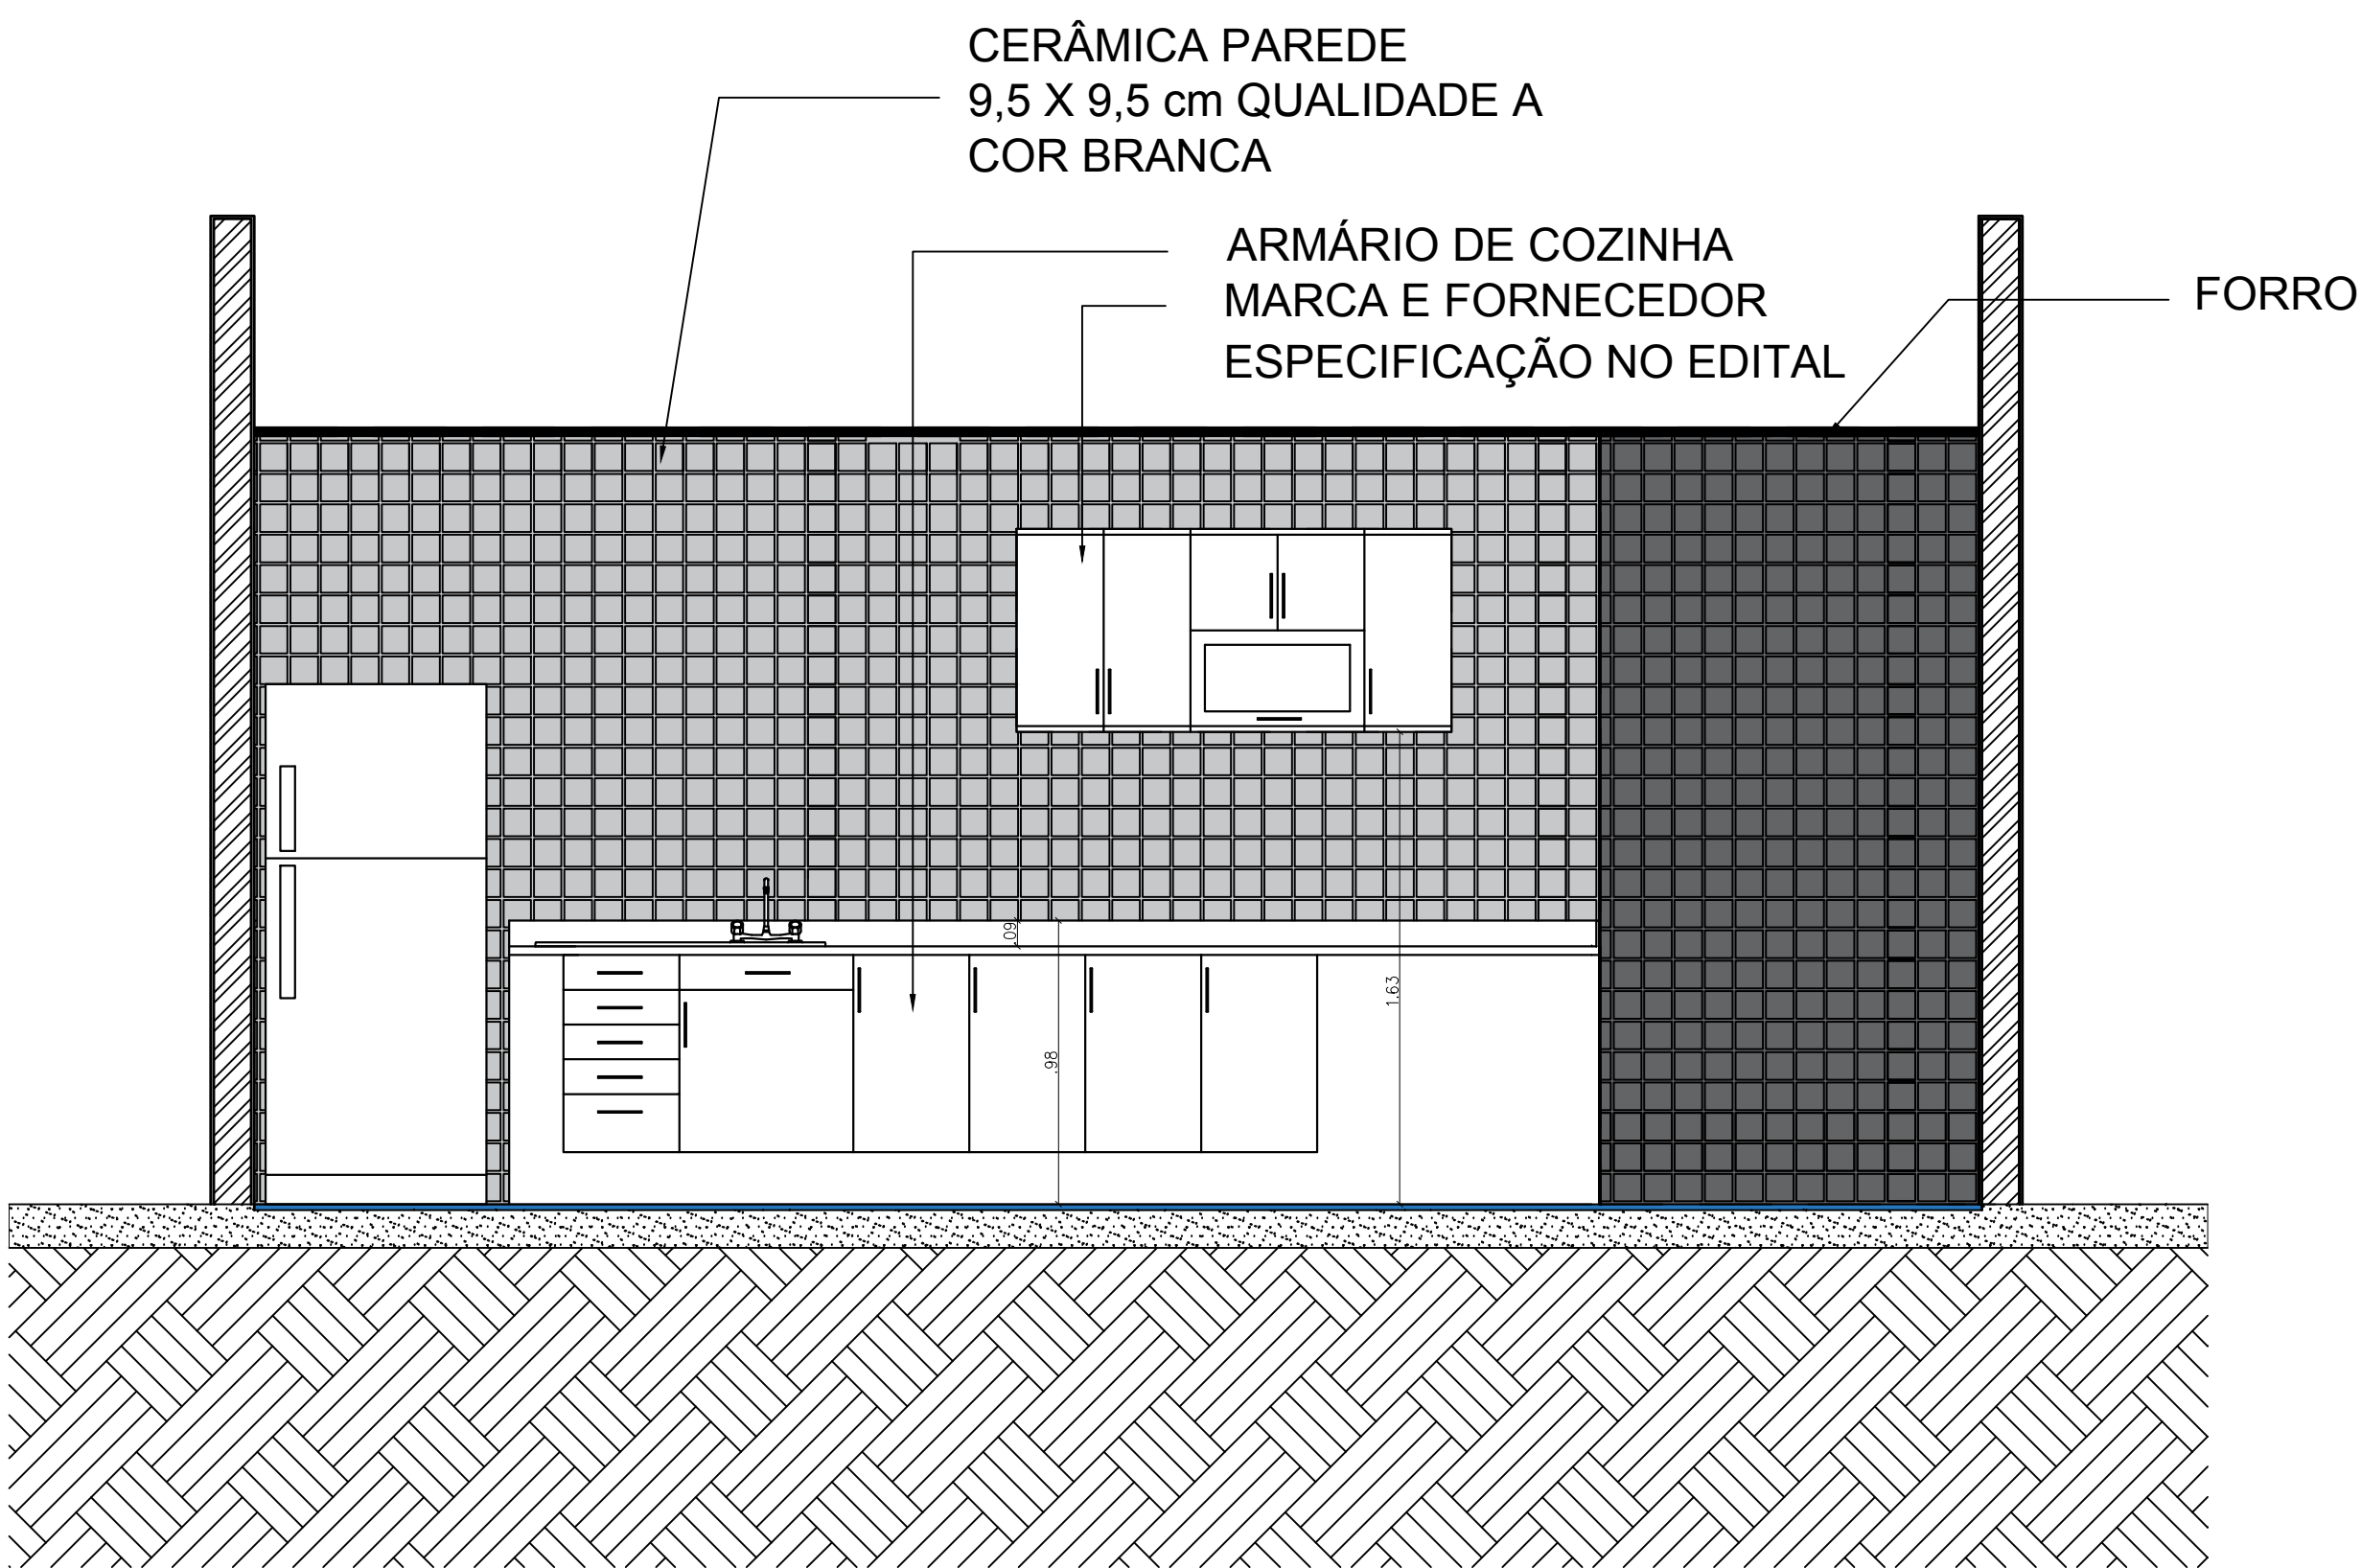 CERÂMICA PAREDE
9,5 X 9,5 cm QUALIDADE A
COR BRANCA
ARMÁRIO DE COZINHA
MARCA E FORNECEDOR
ESPECIFICAÇÃO NO EDITAL
FORRO
.09
.98
1.63